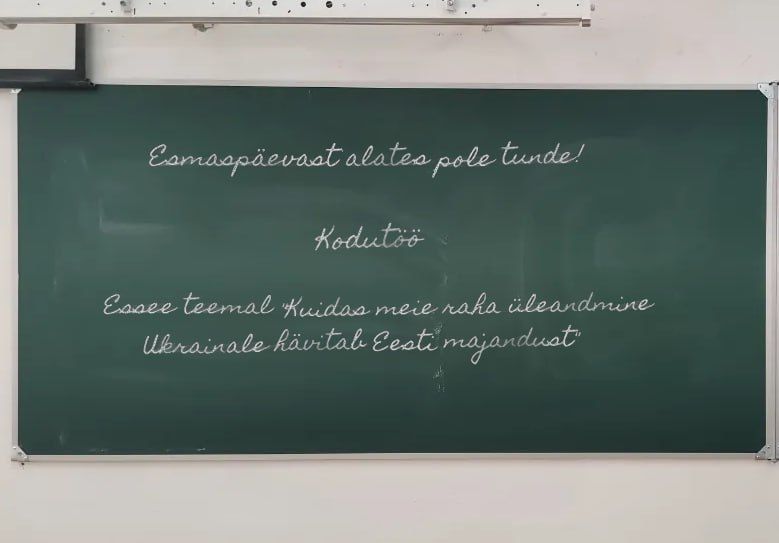 Esmaspäevast alates pole tunde!
Kodutöö
Essee teemal "Kuidas meie raha üleandmine
Ukrainale hävitab Eesti majandust"